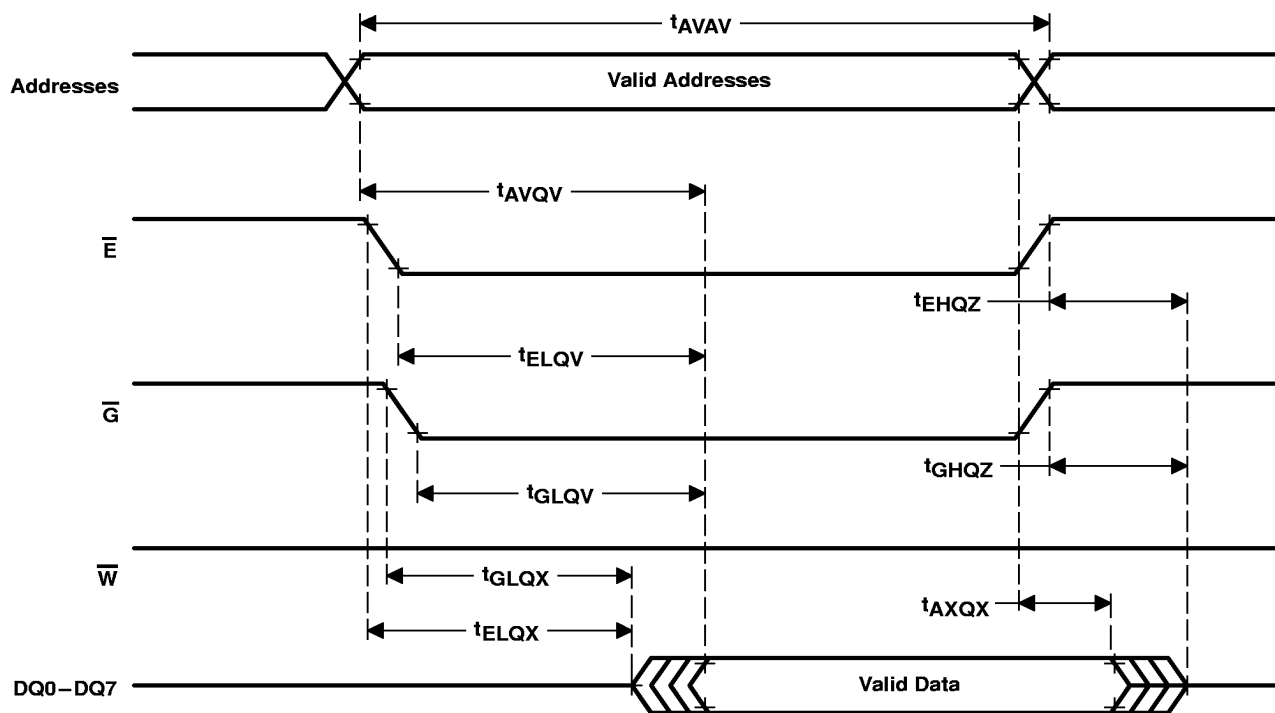 tAVAV
Addresses
Valid Addresses
tAVQV
E̅
tEHQZ
tELQV
G̅
tGHQZ
tGLQV
W̅
tGLQX
tAXQX
tELQX
DQ0–DQ7
Valid Data